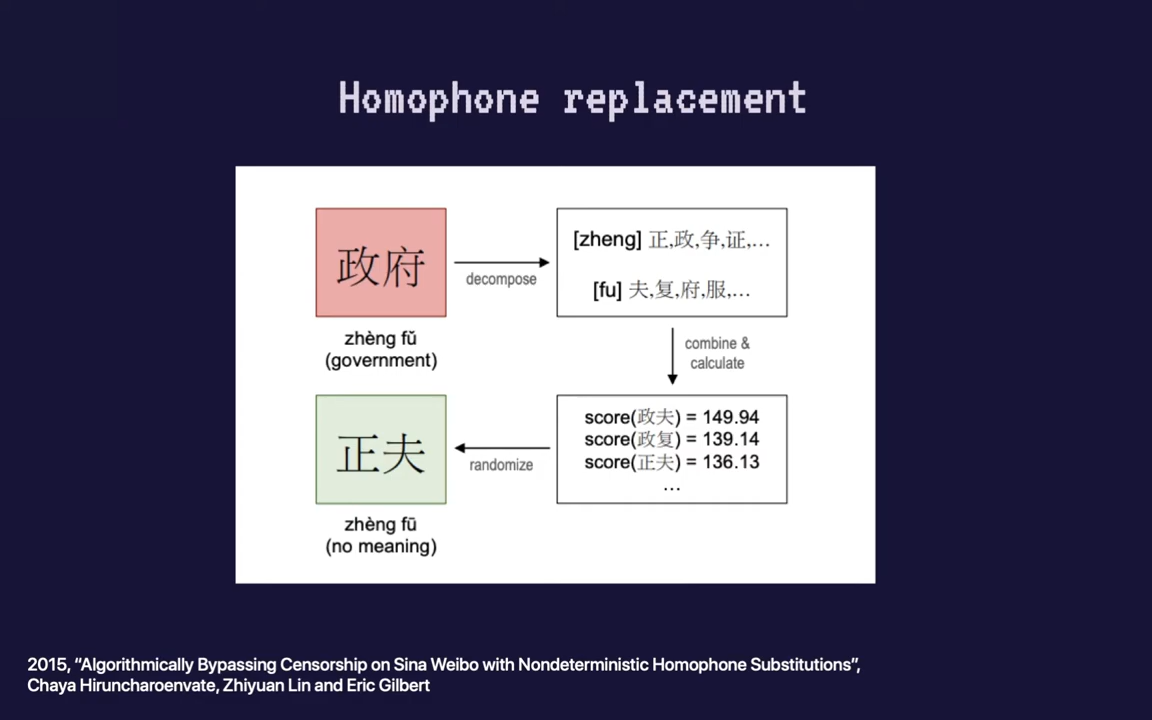 Homophone replacement
政府
zhèng fŭ
(government)
decompose
[zheng] 正,政,争,证,...
[fu] 夫,复,府,服,...
combine &
calculate
score(政夫) = 149.94
score(政复) = 139.14
score(正夫) = 136.13
...
randomize
正夫
zhèng fū
(no meaning)
2015, “Algorithmically Bypassing Censorship on Sina Weibo with Nondeterministic Homophone Substitutions”,
Chaya Hiruncharoenvate, Zhiyuan Lin and Eric Gilbert